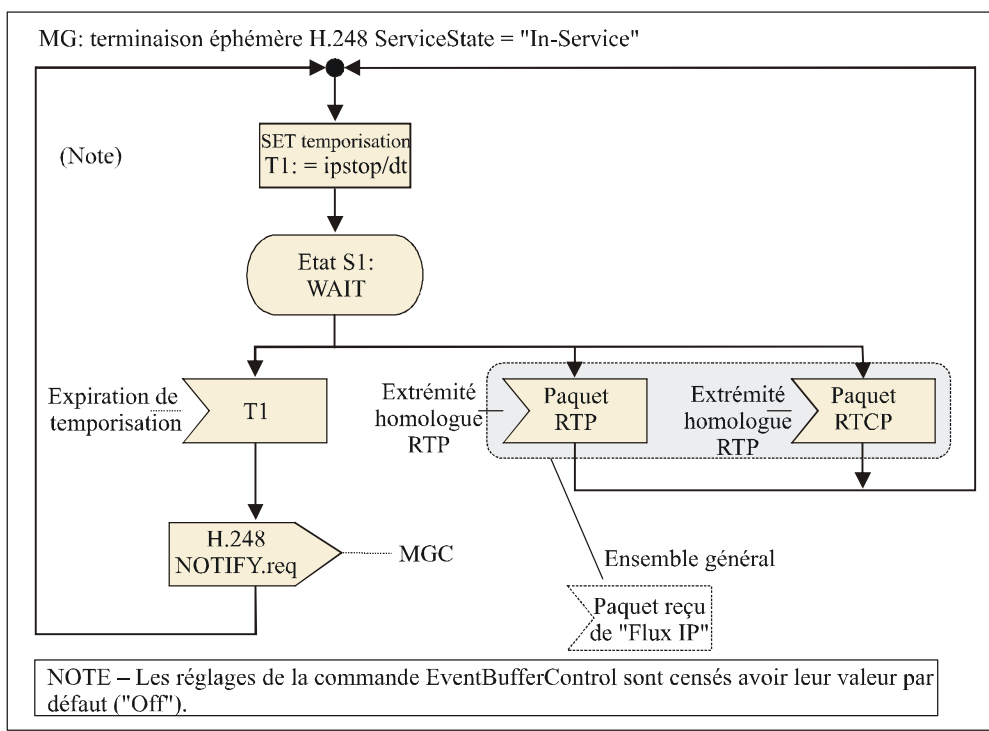 MG: terminaison éphémère H.248 ServiceState = "In-Service"
(Note)
SET temporisation
T1: = ipstop/dt
Etat S1:
WAIT
Expiration de
temporisation
T1
Extrémité
homologue
RTP
Paquet
RTP
Extrémité
homologue
RTP
Paquet
RTCP
H.248
NOTIFY.req
MGC
Ensemble général
Paquet reçu
de "Flux IP"
NOTE – Les réglages de la commande EventBufferControl sont censés avoir leur valeur par
défaut ("Off").